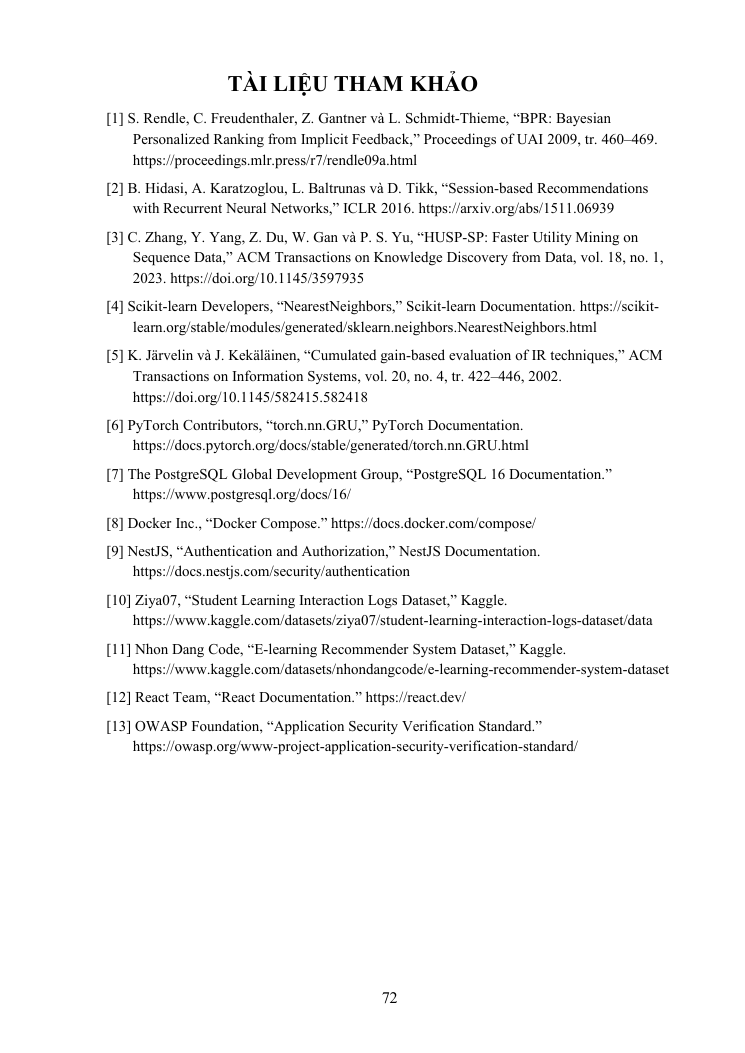 TÀI LIỆU THAM KHẢO
[1] S. Rendle, C. Freudenthaler, Z. Gantner và L. Schmidt-Thieme, “BPR: Bayesian
Personalized Ranking from Implicit Feedback,” Proceedings of UAI 2009, tr. 460–469.
https://proceedings.mlr.press/r7/rendle09a.html
[2] B. Hidasi, A. Karatzoglou, L. Baltrunas và D. Tikk, “Session-based Recommendations
with Recurrent Neural Networks,” ICLR 2016. https://arxiv.org/abs/1511.06939
[3] C. Zhang, Y. Yang, Z. Du, W. Gan và P. S. Yu, “HUSP-SP: Faster Utility Mining on
Sequence Data,” ACM Transactions on Knowledge Discovery from Data, vol. 18, no. 1,
2023. https://doi.org/10.1145/3597935
[4] Scikit-learn Developers, “NearestNeighbors,” Scikit-learn Documentation. https://scikit-
learn.org/stable/modules/generated/sklearn.neighbors.NearestNeighbors.html
[5] K. Järvelin và J. Kekäläinen, “Cumulated gain-based evaluation of IR techniques,” ACM
Transactions on Information Systems, vol. 20, no. 4, tr. 422–446, 2002.
https://doi.org/10.1145/582415.582418
[6] PyTorch Contributors, “torch.nn.GRU,” PyTorch Documentation.
https://docs.pytorch.org/docs/stable/generated/torch.nn.GRU.html
[7] The PostgreSQL Global Development Group, “PostgreSQL 16 Documentation.”
https://www.postgresql.org/docs/16/
[8] Docker Inc., “Docker Compose.” https://docs.docker.com/compose/
[9] NestJS, “Authentication and Authorization,” NestJS Documentation.
https://docs.nestjs.com/security/authentication
[10] Ziya07, “Student Learning Interaction Logs Dataset,” Kaggle.
https://www.kaggle.com/datasets/ziya07/student-learning-interaction-logs-dataset/data
[11] Nhon Dang Code, “E-learning Recommender System Dataset,” Kaggle.
https://www.kaggle.com/datasets/nhondangcode/e-learning-recommender-system-dataset
[12] React Team, “React Documentation.” https://react.dev/
[13] OWASP Foundation, “Application Security Verification Standard.”
https://owasp.org/www-project-application-security-verification-standard/
72